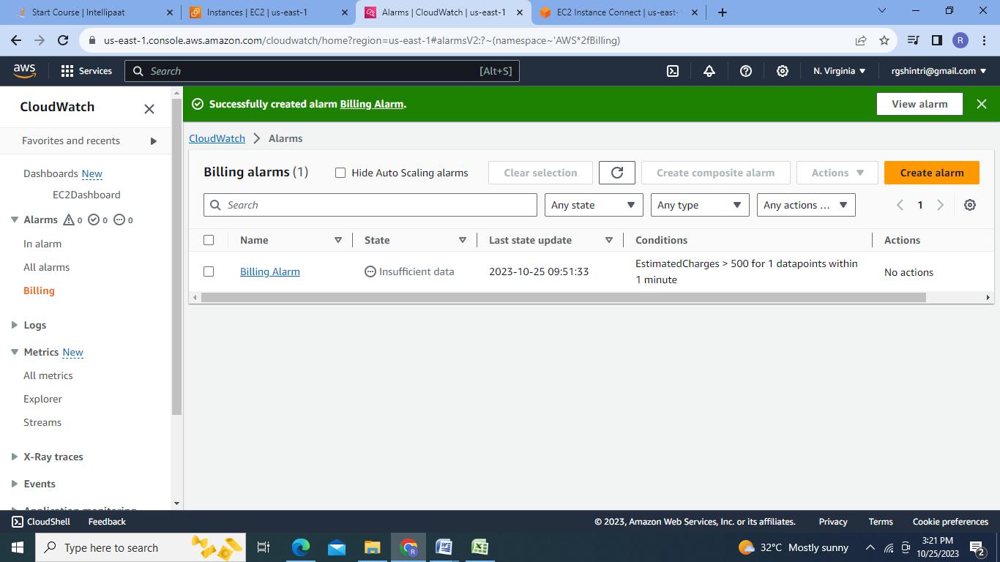 Start Course | Intellipaat
Instances | EC2 | us-east-1
Alarms | CloudWatch | us-east-1
EC2 Instance Connect | us-east-
us-east-1.console.aws.amazon.com/cloudwatch/home?region=us-east-1#alarmsV2:?~(namespace~'AWS*2fBilling)
R
aws
Services
Search
[Alt+S]
N. Virginia
rgshintri@gmail.com
CloudWatch
Favorites and recents
Dashboards New
EC2Dashboard
Alarms 0 0 0
In alarm
All alarms
Billing
Logs
Metrics New
All metrics
Explorer
Streams
X-Ray traces
Events
Application monitoring
Successfully created alarm Billing Alarm.
View alarm
CloudWatch > Alarms
Billing alarms (1)
Hide Auto Scaling alarms
Clear selection
Create composite alarm
Actions
Create alarm
Search
Any state
Any type
Any actions ...
1
Name State Last state update Conditions Actions
Billing Alarm Insufficient data 2023-10-25 09:51:33 EstimatedCharges > 500 for 1 datapoints within
1 minute
No actions
CloudShell
Feedback
© 2023, Amazon Web Services, Inc. or its affiliates.
Privacy
Terms
Cookie preferences
Type here to search
R
32°C Mostly sunny
3:21 PM
10/25/2023
2